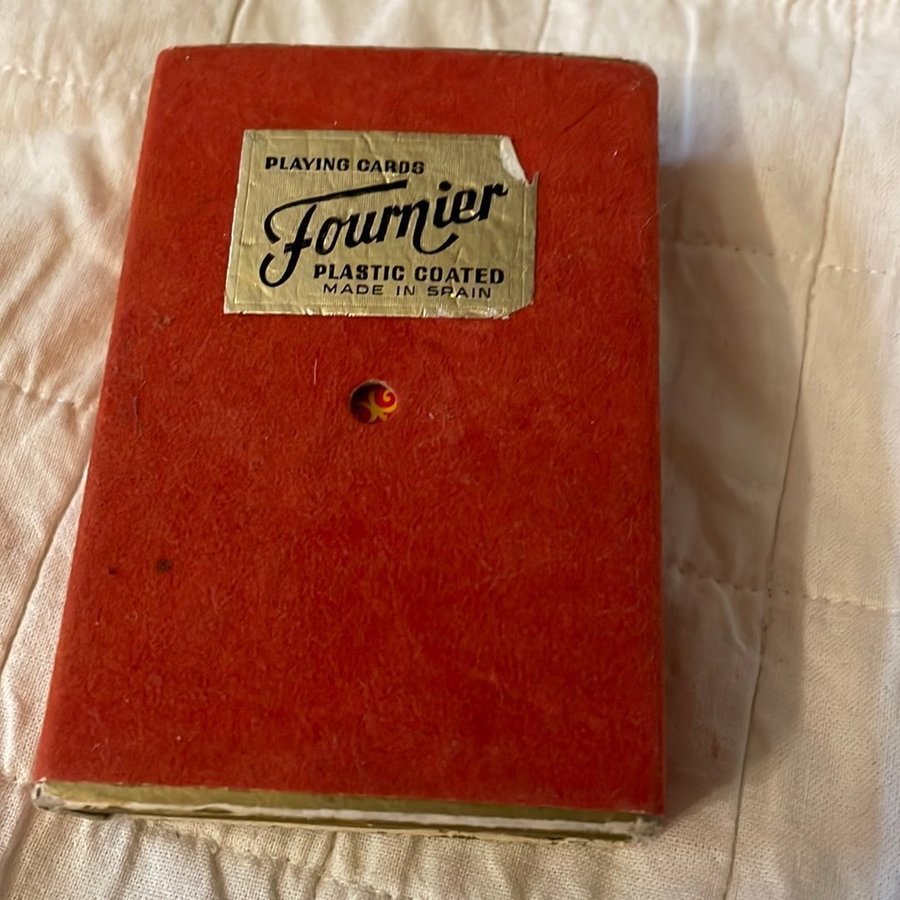 PLAYING CARDS
Fournier
PLASTIC COATED
MADE IN SPAIN